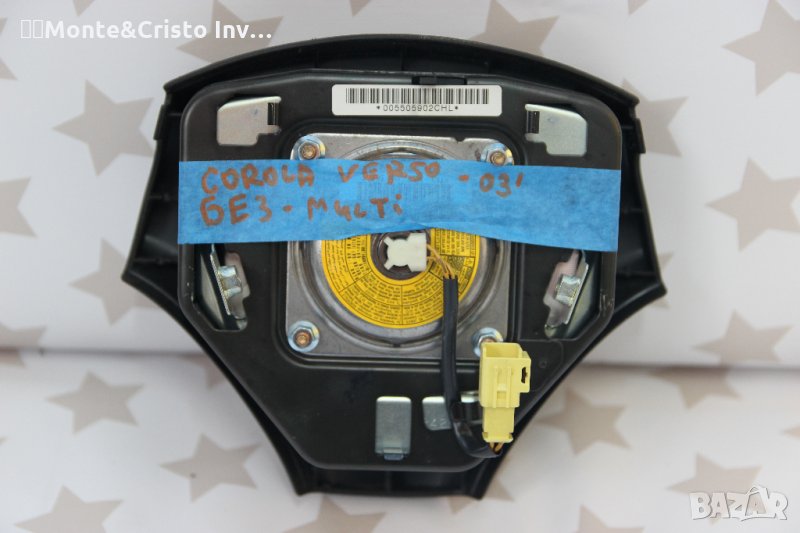 Monte&Cristo Inv...
*005505902CHL*
COROLA VERSO - 03'
БЕЗ - MULTi
BAZAR